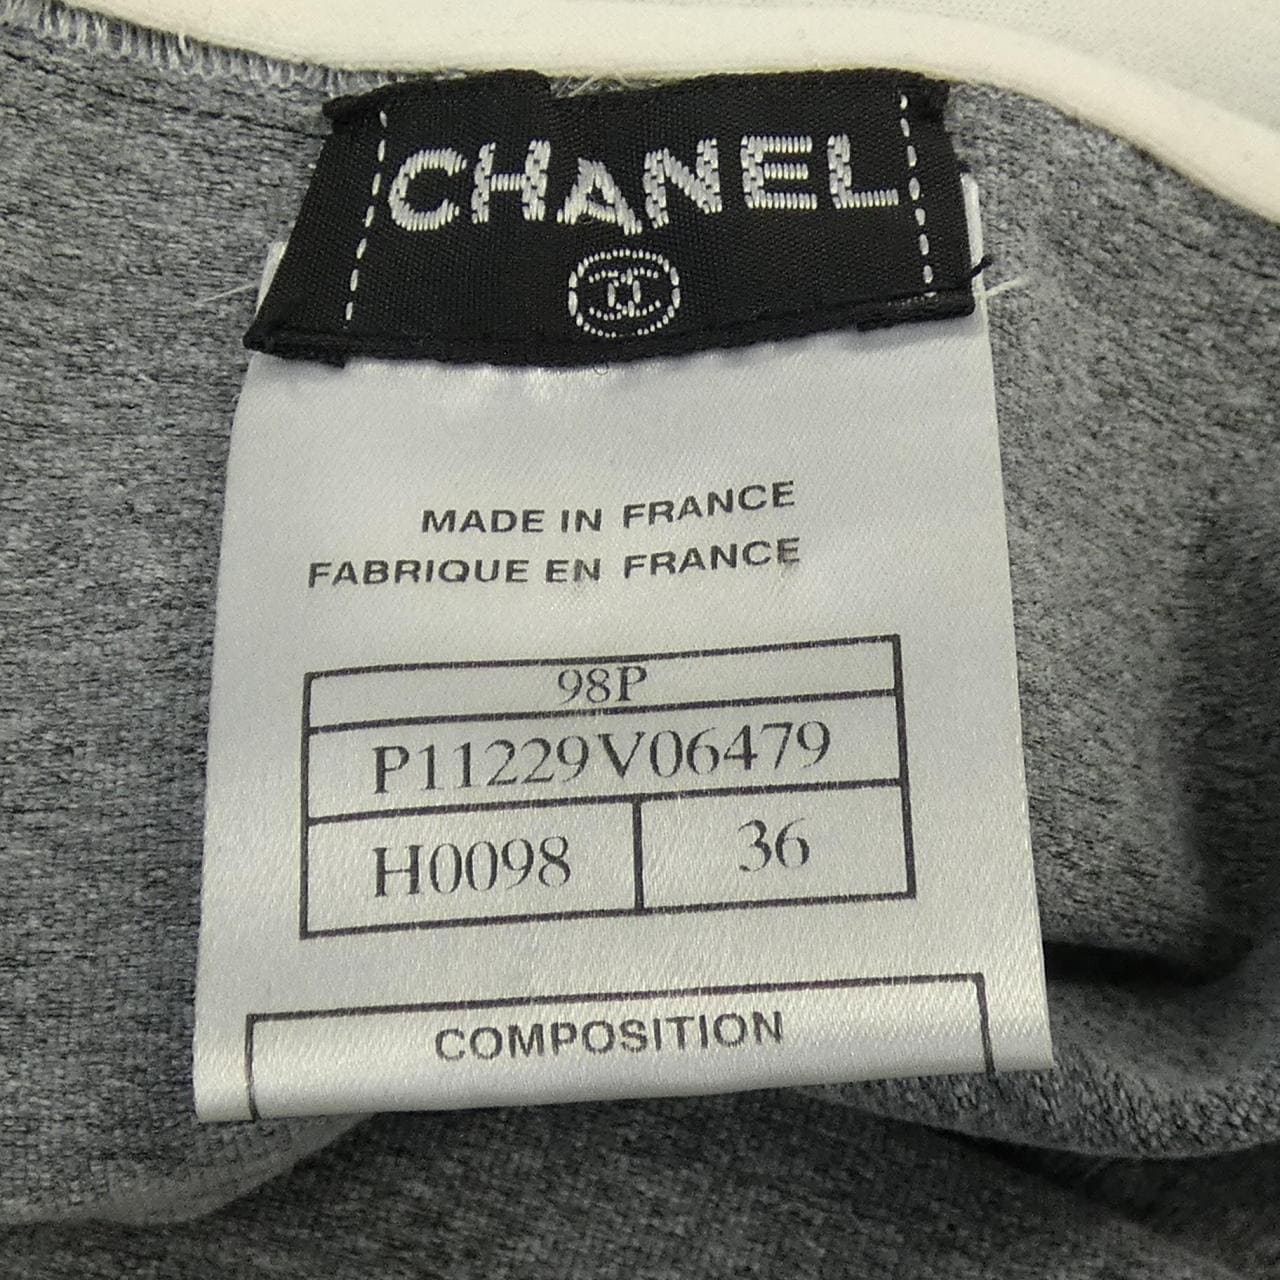 CHANEL
MADE IN FRANCE
FABRIQUE EN FRANCE
98P
P11229V06479
H0098 36
COMPOSITION